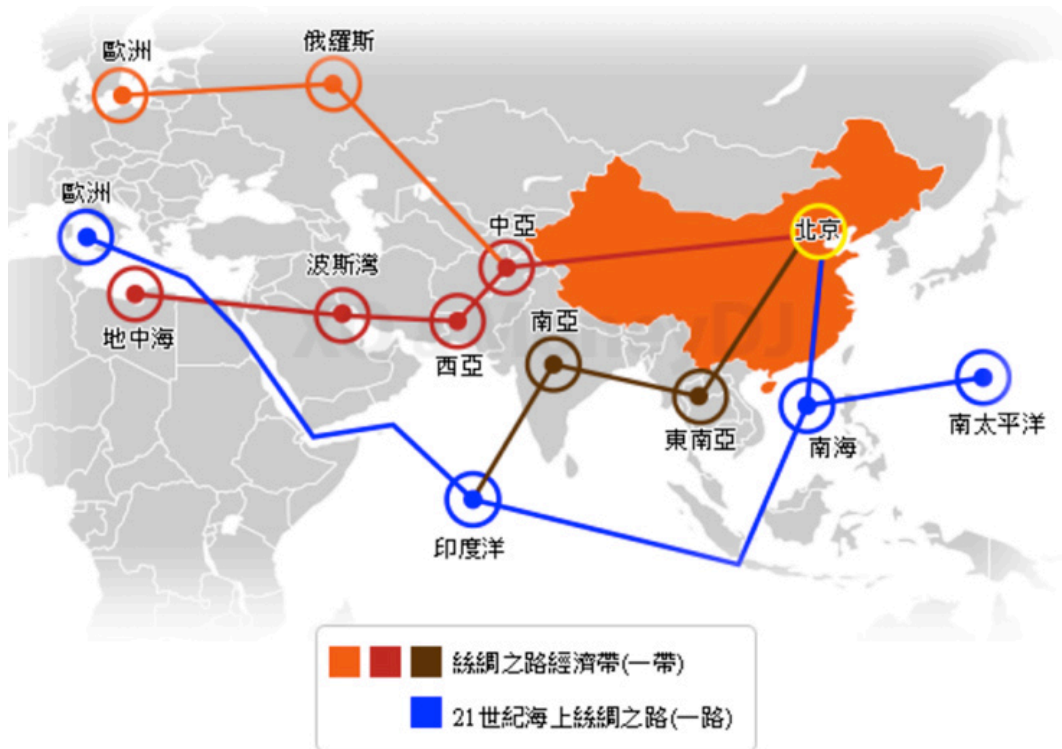 歐洲
俄羅斯
歐洲
中亞
北京
波斯灣
地中海
西亞
南亞
東南亞
南海
南太平洋
印度洋
絲綢之路經濟帶(一帶)
21世紀海上絲綢之路(一路)